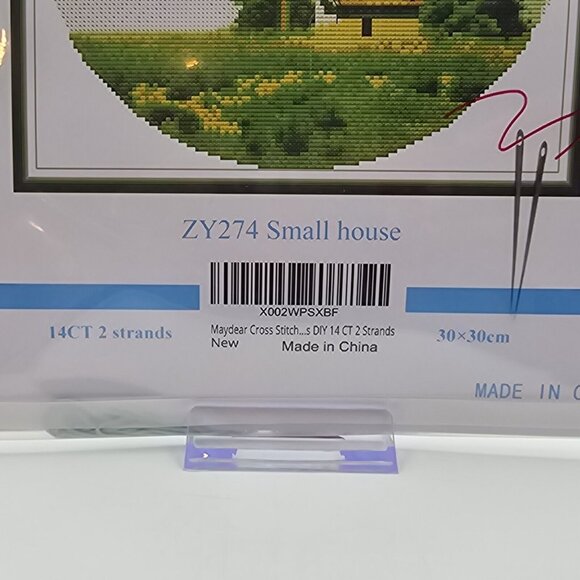 ZY274 Small house
X002WPSXBF
14CT 2 strands
Maydear Cross Stitch...s DIY 14 CT 2 Strands
30×30cm
New
Made in China
MADE IN